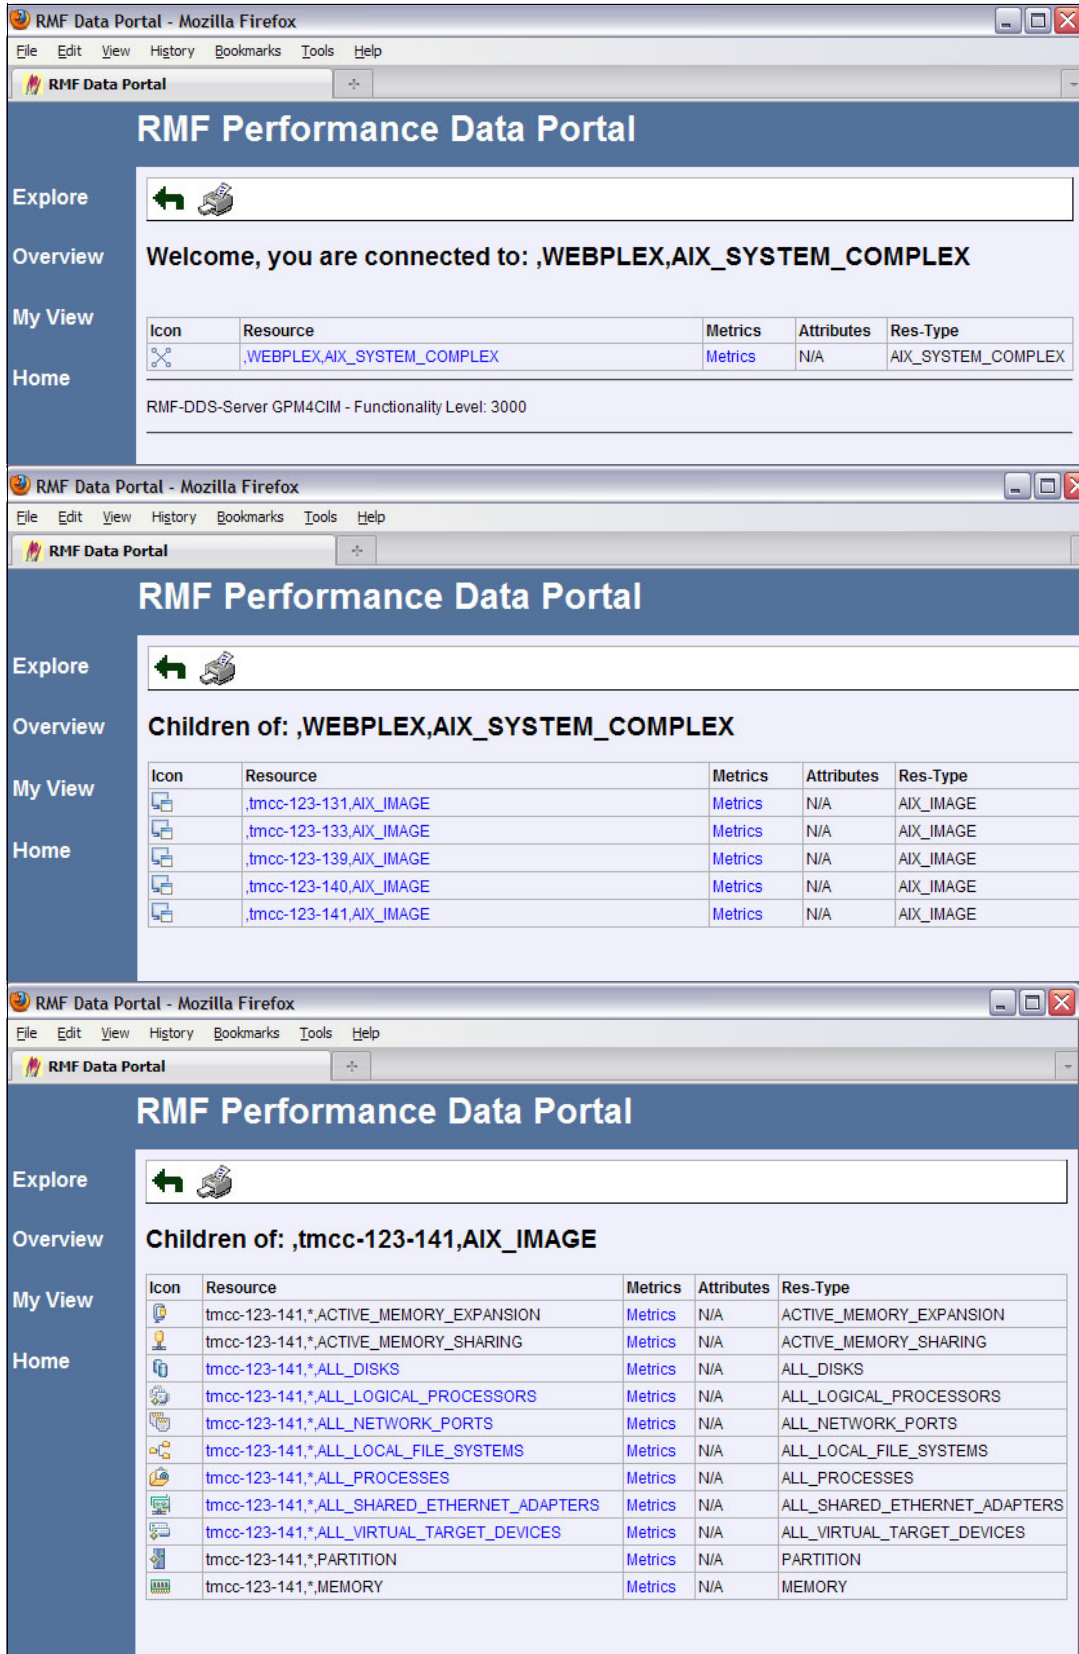 RMF Data Portal - Mozilla Firefox
File Edit View History Bookmarks Tools Help
RMF Data Portal
RMF Performance Data Portal
Explore
Overview
My View
Home
Welcome, you are connected to: ,WEBPLEX,AIX_SYSTEM_COMPLEX
Icon Resource Metrics Attributes Res-Type
,WEBPLEX,AIX_SYSTEM_COMPLEX Metrics N/A AIX_SYSTEM_COMPLEX
RMF-DDS-Server GPM4CIM - Functionality Level: 3000
RMF Data Portal - Mozilla Firefox
File Edit View History Bookmarks Tools Help
RMF Data Portal
RMF Performance Data Portal
Explore
Overview
My View
Home
Children of: ,WEBPLEX,AIX_SYSTEM_COMPLEX
Icon Resource Metrics Attributes Res-Type
,tmcc-123-131,AIX_IMAGE Metrics N/A AIX_IMAGE
,tmcc-123-133,AIX_IMAGE Metrics N/A AIX_IMAGE
,tmcc-123-139,AIX_IMAGE Metrics N/A AIX_IMAGE
,tmcc-123-140,AIX_IMAGE Metrics N/A AIX_IMAGE
,tmcc-123-141,AIX_IMAGE Metrics N/A AIX_IMAGE
RMF Data Portal - Mozilla Firefox
File Edit View History Bookmarks Tools Help
RMF Data Portal
RMF Performance Data Portal
Explore
Overview
My View
Home
Children of: ,tmcc-123-141,AIX_IMAGE
Icon Resource Metrics Attributes Res-Type
tmcc-123-141,*,ACTIVE_MEMORY_EXPANSION Metrics N/A ACTIVE_MEMORY_EXPANSION
tmcc-123-141,*,ACTIVE_MEMORY_SHARING Metrics N/A ACTIVE_MEMORY_SHARING
tmcc-123-141,*,ALL_DISKS Metrics N/A ALL_DISKS
tmcc-123-141,*,ALL_LOGICAL_PROCESSORS Metrics N/A ALL_LOGICAL_PROCESSORS
tmcc-123-141,*,ALL_NETWORK_PORTS Metrics N/A ALL_NETWORK_PORTS
tmcc-123-141,*,ALL_LOCAL_FILE_SYSTEMS Metrics N/A ALL_LOCAL_FILE_SYSTEMS
tmcc-123-141,*,ALL_PROCESSES Metrics N/A ALL_PROCESSES
tmcc-123-141,*,ALL_SHARED_ETHERNET_ADAPTERS Metrics N/A ALL_SHARED_ETHERNET_ADAPTERS
tmcc-123-141,*,ALL_VIRTUAL_TARGET_DEVICES Metrics N/A ALL_VIRTUAL_TARGET_DEVICES
tmcc-123-141,*,PARTITION Metrics N/A PARTITION
tmcc-123-141,*,MEMORY Metrics N/A MEMORY